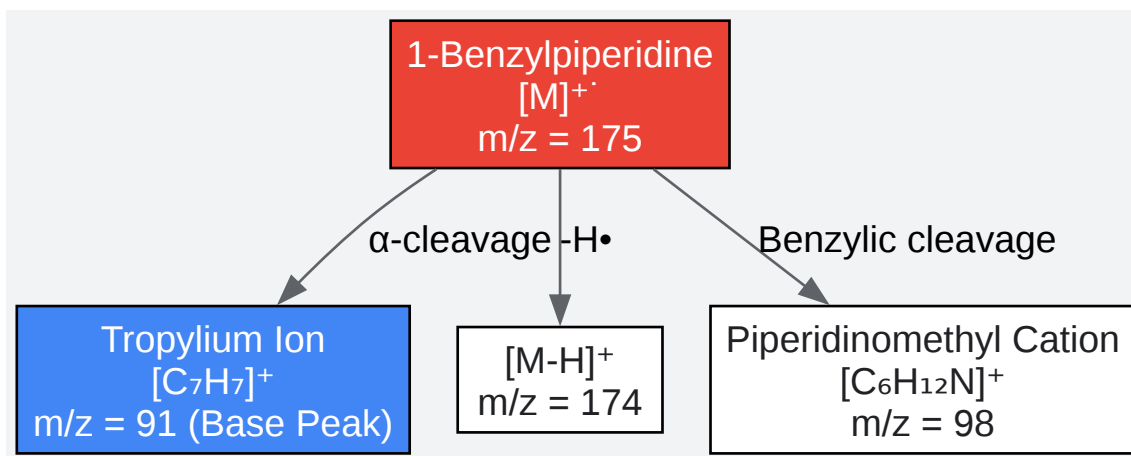 1-Benzylpiperidine
[M]⁺˙
m/z = 175
α-cleavage
-H•
Benzylic cleavage
Tropylium Ion
[C₇H₇]⁺
m/z = 91 (Base Peak)
[M-H]⁺
m/z = 174
Piperidinomethyl Cation
[C₆H₁₂N]⁺
m/z = 98